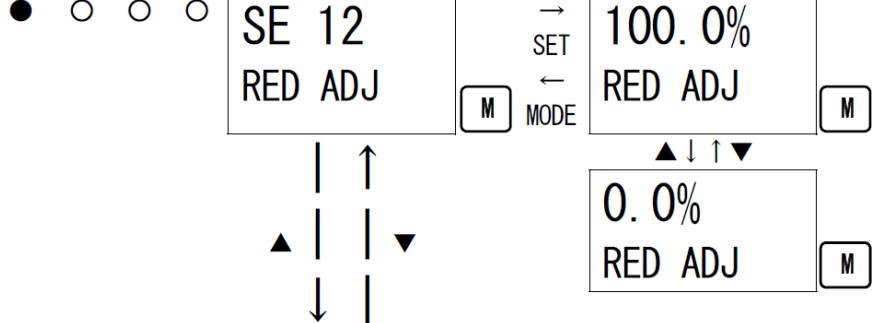 ● ○ ○ ○
SE 12
RED ADJ
M
→
SET
←
MODE
100.0%
RED ADJ
M
▲↓↑▼
▲ ↓ ↑ ▼
0.0%
RED ADJ
M